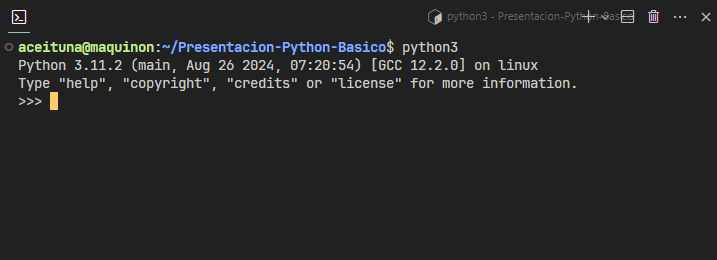 python3 - Presentacion-Python-Basico
aceituna@maquinon:~/Presentacion-Python-Basico$ python3
Python 3.11.2 (main, Aug 26 2024, 07:20:54) [GCC 12.2.0] on linux
Type "help", "copyright", "credits" or "license" for more information.
>>>